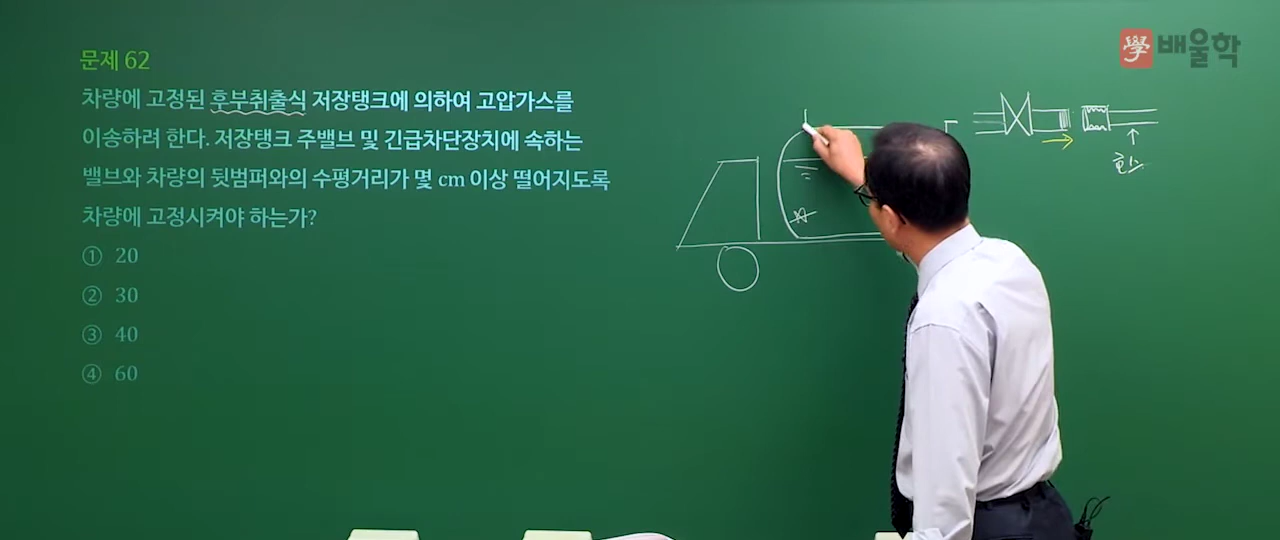 문제 62
學 배울학
차량에 고정된 후부취출식 저장탱크에 의하여 고압가스를
이송하려 한다. 저장탱크 주밸브 및 긴급차단장치에 속하는
밸브와 차량의 뒷범퍼와의 수평거리가 몇 cm 이상 떨어지도록
차량에 고정시켜야 하는가?
① 20
② 30
③ 40
④ 60
호스